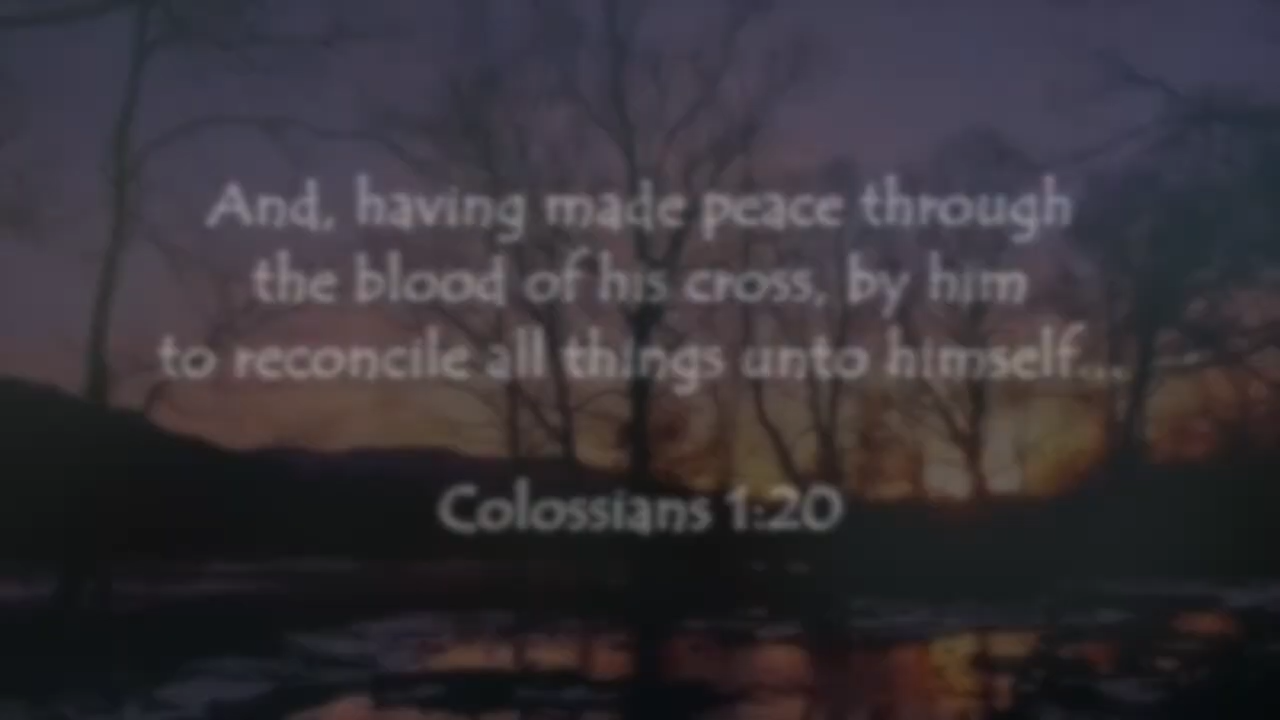 And, having made peace through
the blood of his cross, by him
to reconcile all things unto himself...
Colossians 1:20